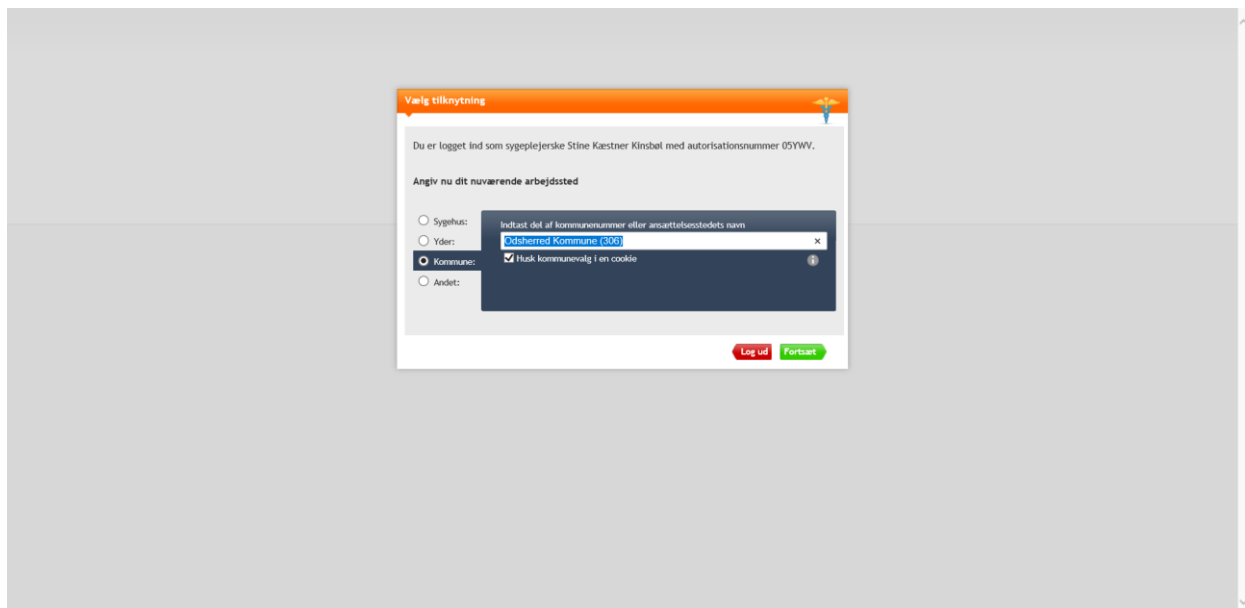 Vælg tilknytning
Du er logget ind som sygeplejerske Stine Kæstner Kinsbøl med autorisationsnummer 05YWV.
Angiv nu dit nuværende arbejdssted
Sygehus:
Yder:
Kommune:
Andet:
Indtast del af kommunenummer eller ansættelsesstedets navn
Odsherred Kommune (306)
Husk kommunevalg i en cookie
Log ud Fortsæt